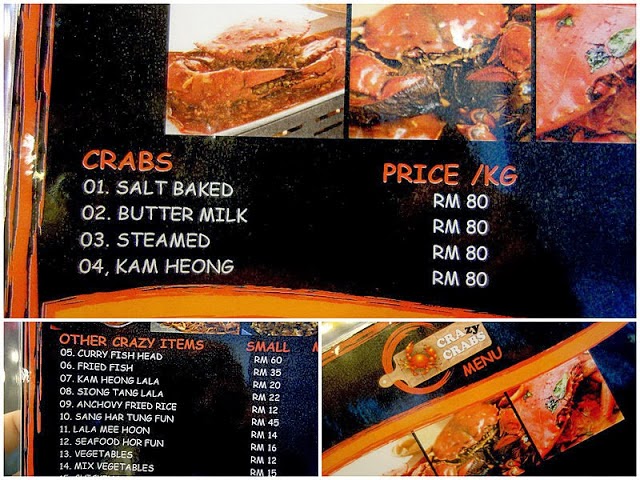 CRABS PRICE /KG
01. SALT BAKED RM 80
02. BUTTER MILK RM 80
03. STEAMED RM 80
04, KAM HEONG RM 80
OTHER CRAZY ITEMS SMALL
05. CURRY FISH HEAD RM 60
06. FRIED FISH RM 35
07. KAM HEONG LALA RM 20
08. SIONG TANG LALA RM 22
09. ANCHOVY FRIED RICE RM 12
10. SANG HAR TUNG FUN RM 45
11. LALA MEE HOON RM 14
12. SEAFOOD HOR FUN RM 16
13. VEGETABLES RM 12
14. MIX VEGETABLES RM 15
CRAZY
CRABS
MENU